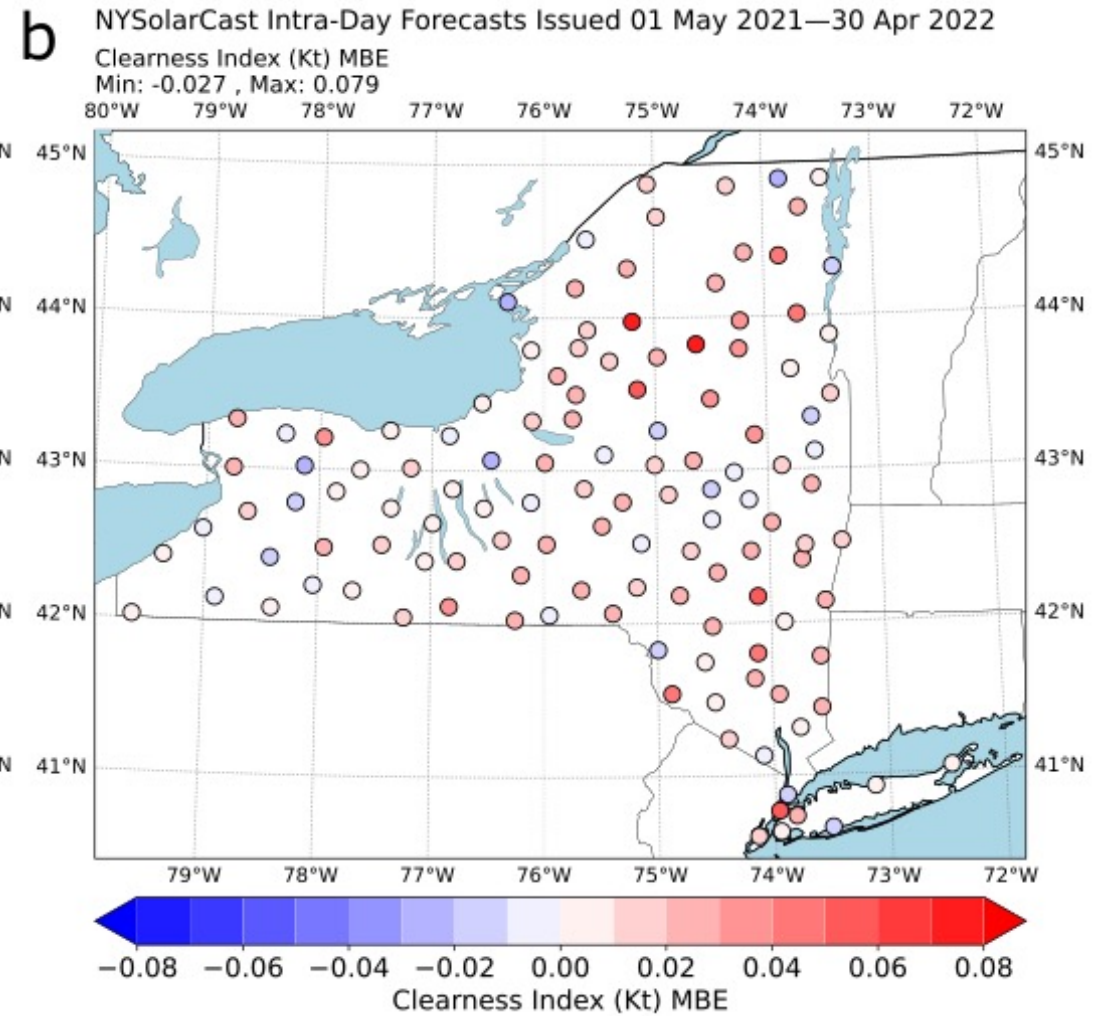 b
NYSolarCast Intra-Day Forecasts Issued 01 May 2021—30 Apr 2022
Clearness Index (Kt) MBE
Min: -0.027 , Max: 0.079
80°W 79°W 78°W 77°W 76°W 75°W 74°W 73°W 72°W
N 45°N 45°N
N 44°N 44°N
N 43°N 43°N
N 42°N 42°N
N 41°N 41°N
79°W 78°W 77°W 76°W 75°W 74°W 73°W 72°W
−0.08 −0.06 −0.04 −0.02 0.00 0.02 0.04 0.06 0.08
Clearness Index (Kt) MBE